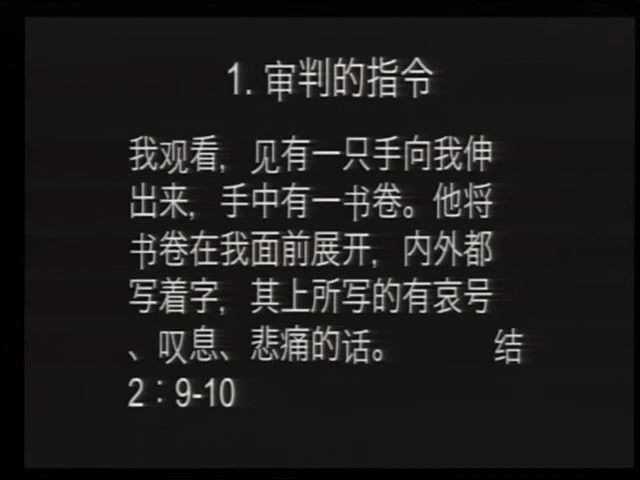 1. 审判的指令
我观看，见有一只手向我伸
出来，手中有一书卷。他将
书卷在我面前展开，内外都
写着字，其上所写的有哀号
、叹息、悲痛的话。 结
2：9-10